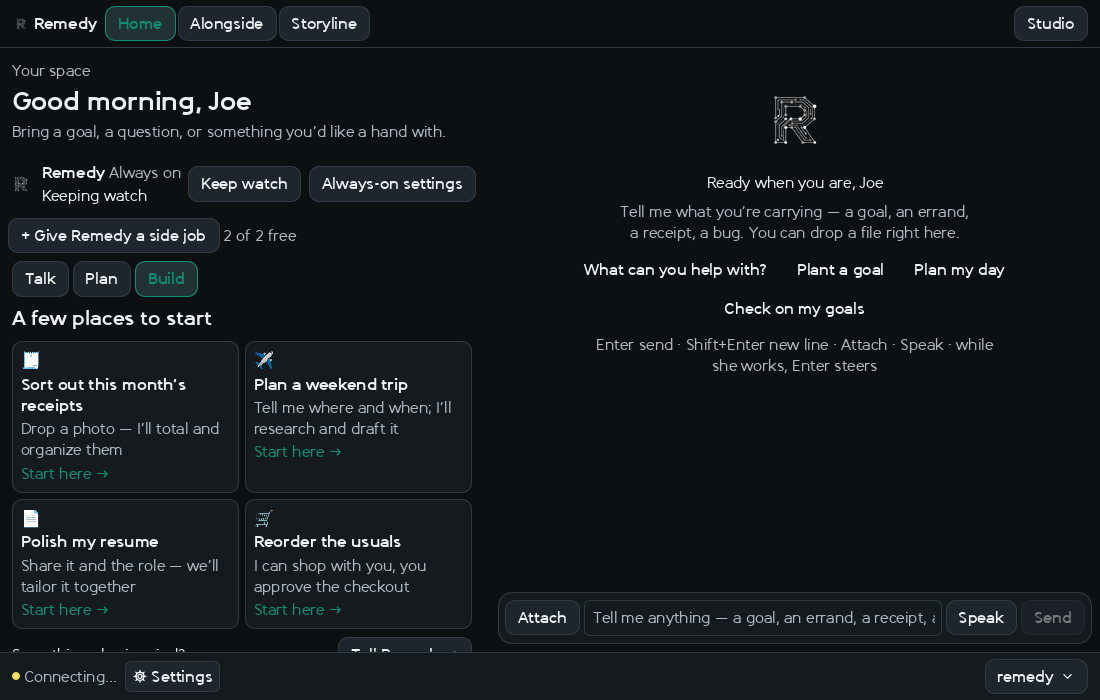 Remedy Home Alongside Storyline Studio
Your space
Good morning, Joe
Bring a goal, a question, or something you'd like a hand with.
Remedy Always on
Keeping watch
Keep watch
Always-on settings
+ Give Remedy a side job 2 of 2 free
Talk Plan Build
A few places to start
Sort out this month's
receipts
Drop a photo — I'll total and
organize them
Start here →
Plan a weekend trip
Tell me where and when; I'll
research and draft it
Start here →
Polish my resume
Share it and the role — we'll
tailor it together
Start here →
Reorder the usuals
I can shop with you, you
approve the checkout
Start here →
Ready when you are, Joe
Tell me what you're carrying — a goal, an errand,
a receipt, a bug. You can drop a file right here.
What can you help with? Plant a goal Plan my day
Check on my goals
Enter send · Shift+Enter new line · Attach · Speak · while
she works, Enter steers
Attach Tell me anything — a goal, an errand, a receipt, Speak Send
Connecting... Settings remedy